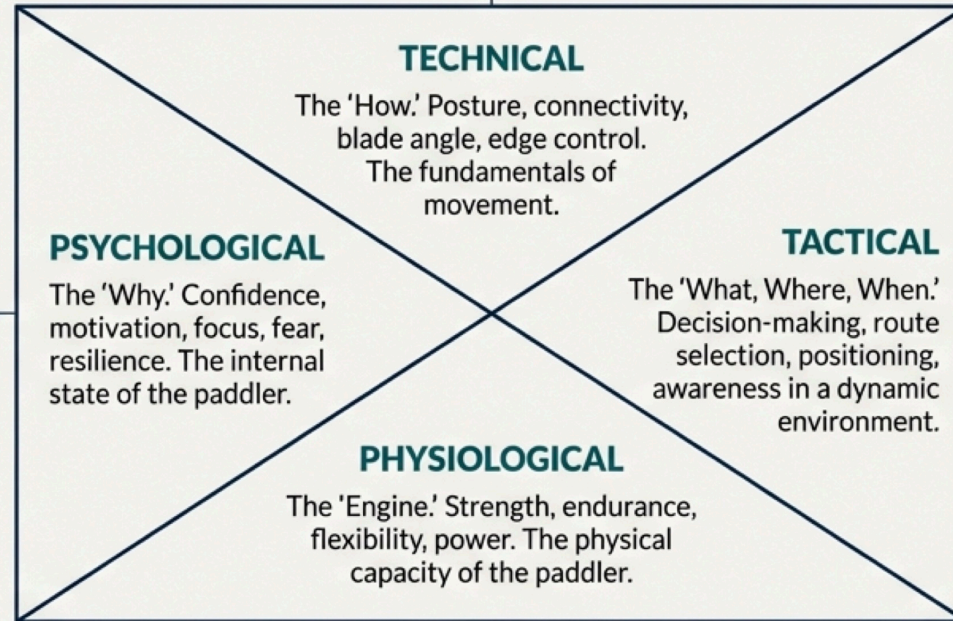 TECHNICAL
The ‘How.’ Posture, connectivity,
blade angle, edge control.
The fundamentals of
movement.
PSYCHOLOGICAL
The ‘Why.’ Confidence,
motivation, focus, fear,
resilience. The internal
state of the paddler.
TACTICAL
The ‘What, Where, When.’
Decision-making, route
selection, positioning,
awareness in a dynamic
environment.
PHYSIOLOGICAL
The 'Engine.' Strength, endurance,
flexibility, power. The physical
capacity of the paddler.